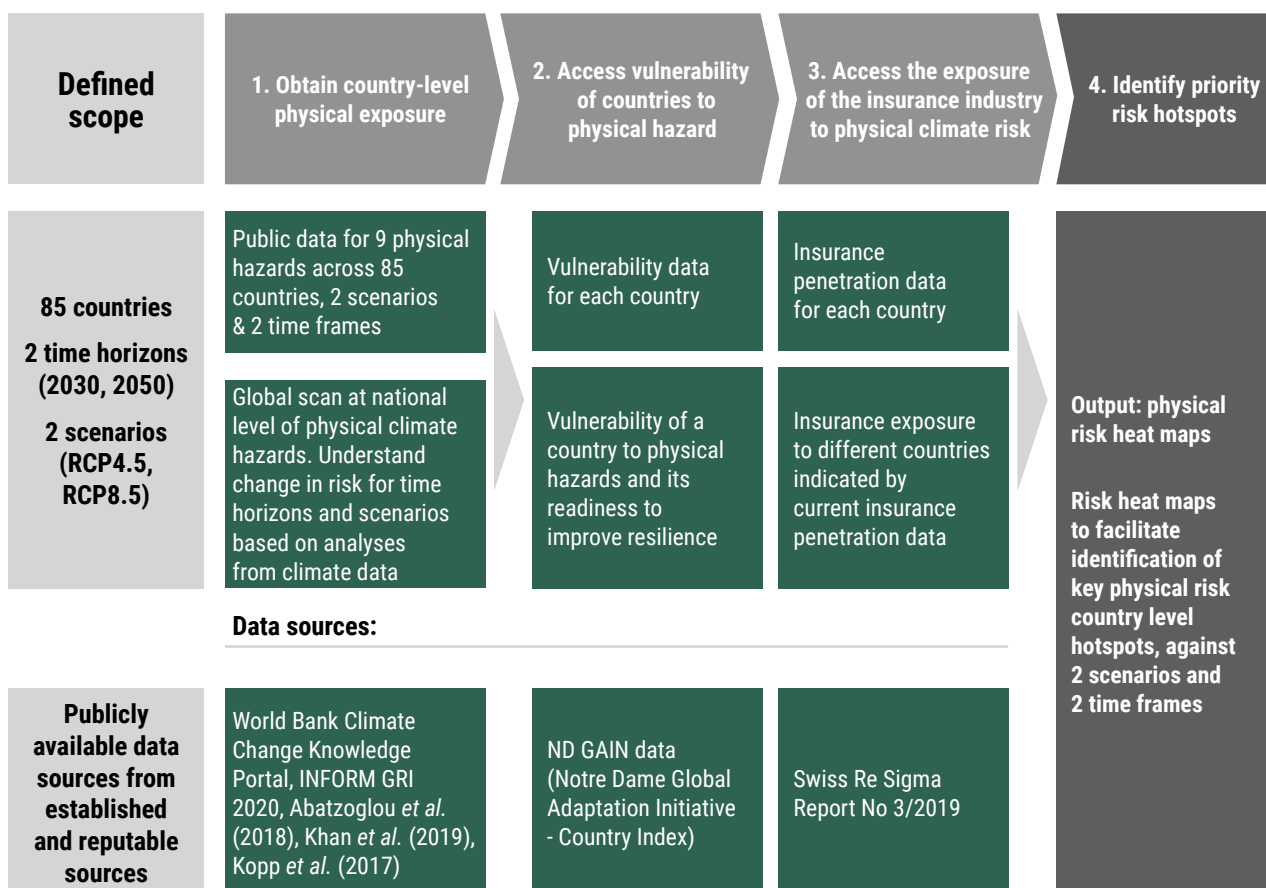 Defined
scope
1. Obtain country-level
physical exposure
2. Access vulnerability
of countries to
physical hazard
3. Access the exposure
of the insurance industry
to physical climate risk
4. Identify priority
risk hotspots
85 countries
2 time horizons
(2030, 2050)
2 scenarios
(RCP4.5,
RCP8.5)
Public data for 9 physical
hazards across 85
countries, 2 scenarios
& 2 time frames
Vulnerability data
for each country
Insurance
penetration data
for each country
Global scan at national
level of physical climate
hazards. Understand
change in risk for time
horizons and scenarios
based on analyses
from climate data
Vulnerability of a
country to physical
hazards and its
readiness to
improve resilience
Insurance exposure
to different countries
indicated by
current insurance
penetration data
Output: physical
risk heat maps
Risk heat maps
to facilitate
identification of
key physical risk
country level
hotspots, against
2 scenarios and
2 time frames
Data sources:
Publicly
available data
sources from
established
and reputable
sources
World Bank Climate
Change Knowledge
Portal, INFORM GRI
2020, Abatzoglou et al.
(2018), Khan et al. (2019),
Kopp et al. (2017)
ND GAIN data
(Notre Dame Global
Adaptation Initiative
- Country Index)
Swiss Re Sigma
Report No 3/2019